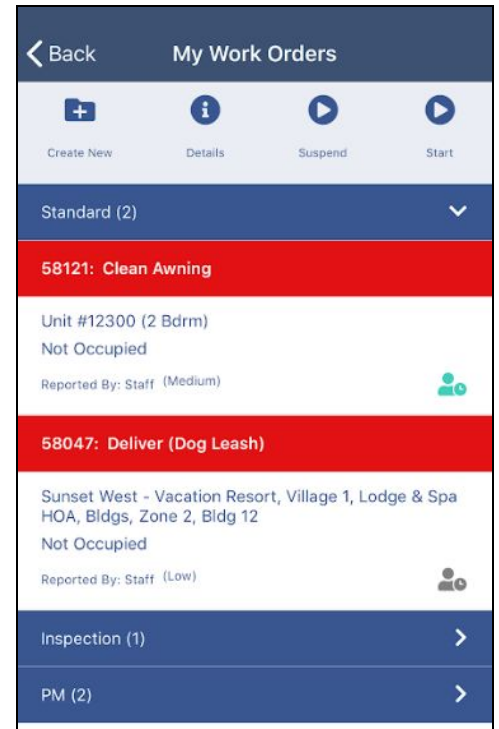 Back
My Work Orders
Create New
Details
Suspend
Start
Standard (2)
58121: Clean Awning
Unit #12300 (2 Bdrm)
Not Occupied
Reported By: Staff (Medium)
58047: Deliver (Dog Leash)
Sunset West - Vacation Resort, Village 1, Lodge & Spa
HOA, Bldgs, Zone 2, Bldg 12
Not Occupied
Reported By: Staff (Low)
Inspection (1)
PM (2)